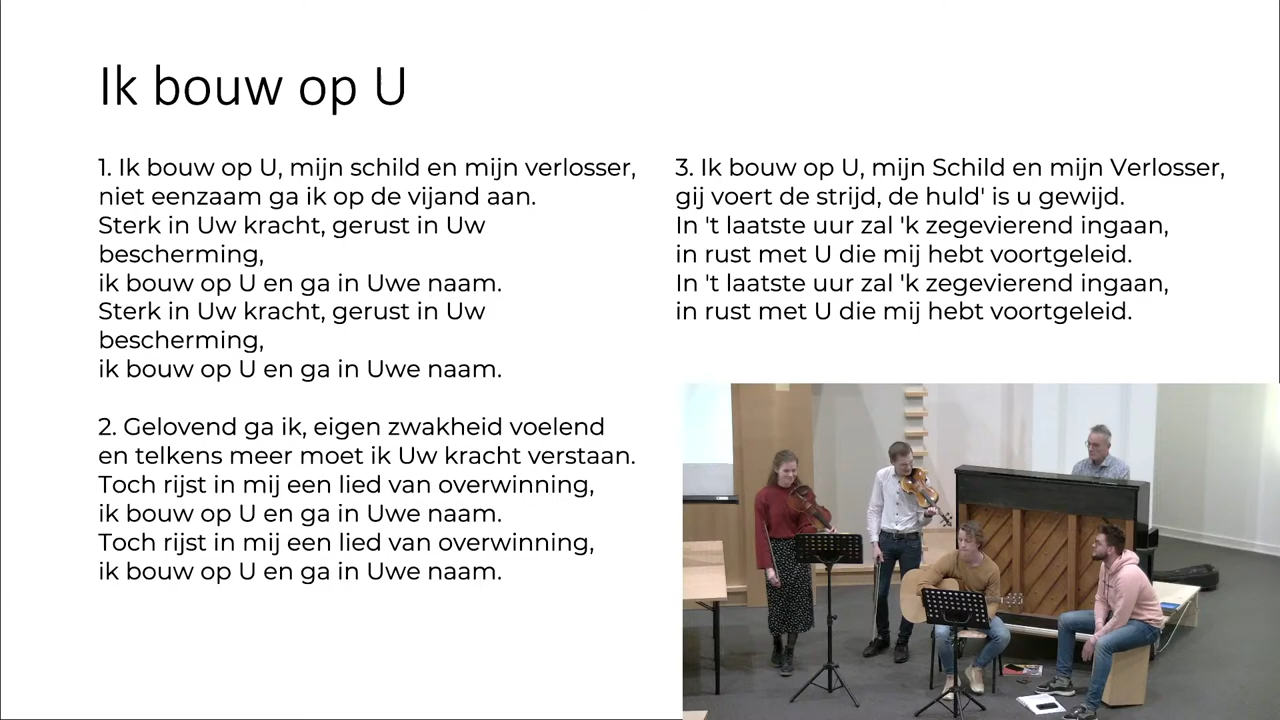 Ik bouw op U
1. Ik bouw op U, mijn schild en mijn verlosser,
niet eenzaam ga ik op de vijand aan.
Sterk in Uw kracht, gerust in Uw
bescherming,
ik bouw op U en ga in Uwe naam.
Sterk in Uw kracht, gerust in Uw
bescherming,
ik bouw op U en ga in Uwe naam.
2. Gelovend ga ik, eigen zwakheid voelend
en telkens meer moet ik Uw kracht verstaan.
Toch rijst in mij een lied van overwinning,
ik bouw op U en ga in Uwe naam.
Toch rijst in mij een lied van overwinning,
ik bouw op U en ga in Uwe naam.
3. Ik bouw op U, mijn Schild en mijn Verlosser,
gij voert de strijd, de huld' is u gewijd.
In 't laatste uur zal 'k zegevierend ingaan,
in rust met U die mij hebt voortgeleid.
In 't laatste uur zal 'k zegevierend ingaan,
in rust met U die mij hebt voortgeleid.